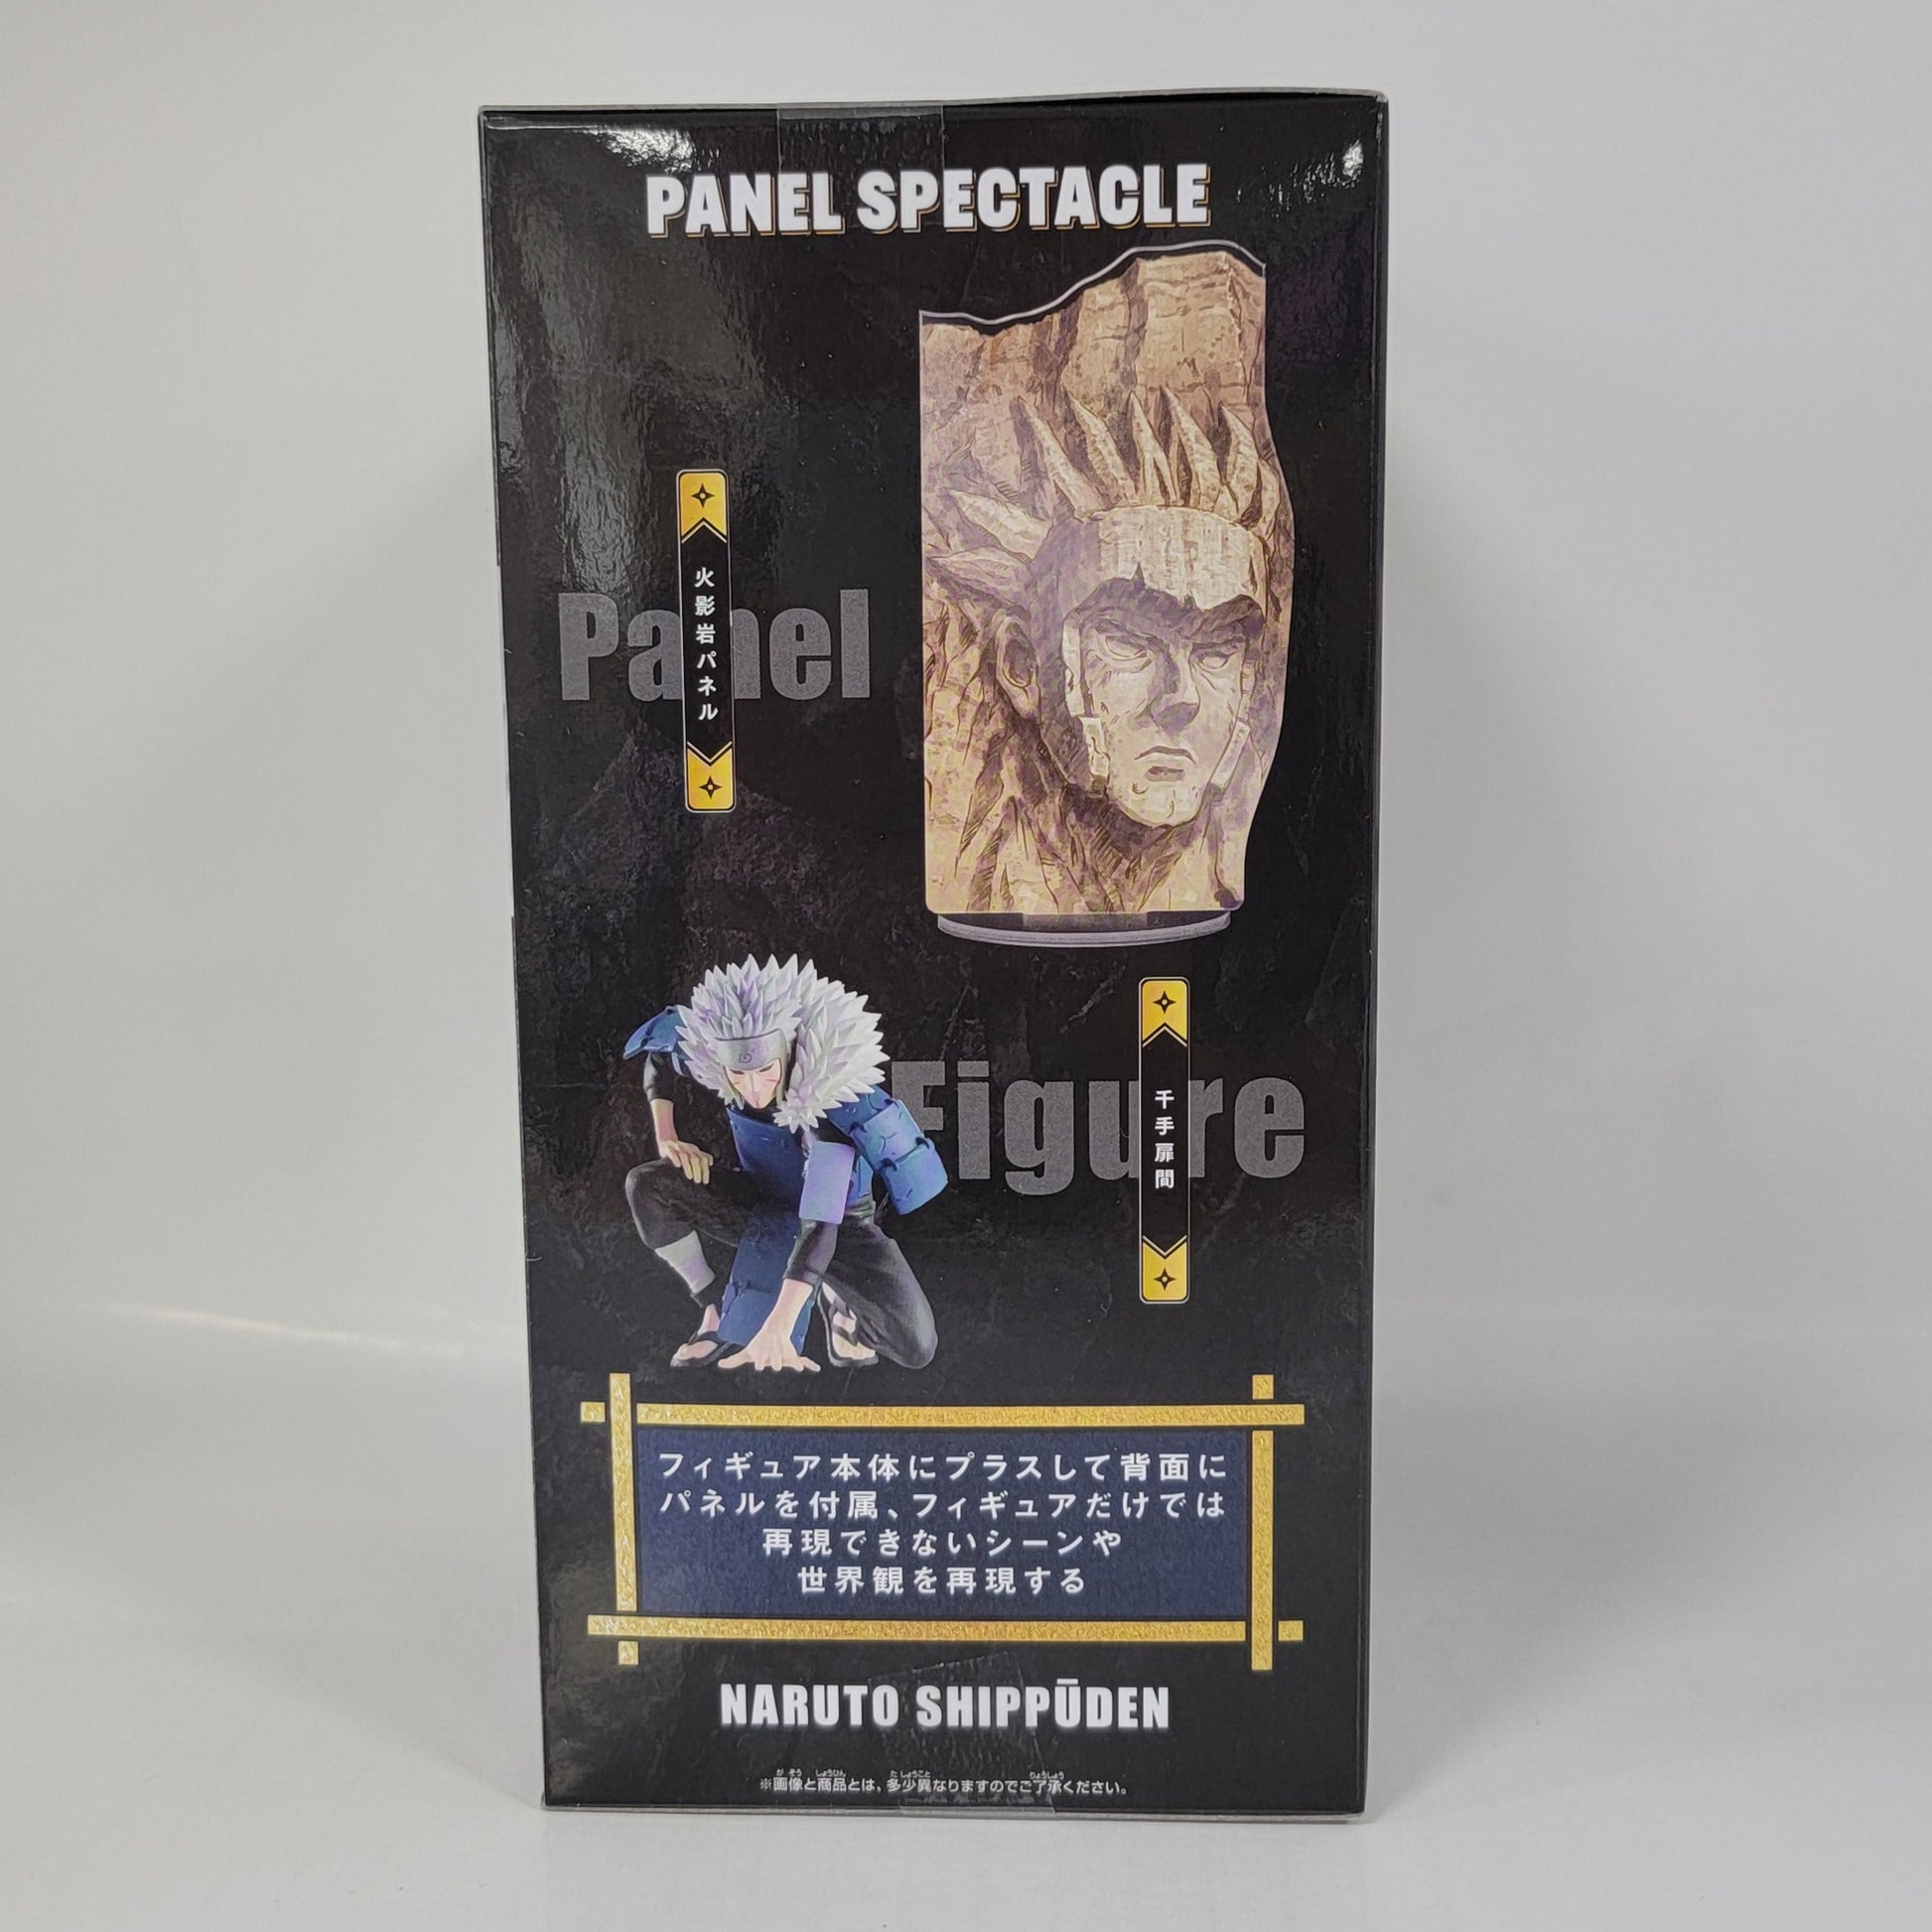 PANEL SPECTACLE
Panel
火影岩パネル
Figure
千手扉間
フィギュア本体にプラスして背面に
パネルを付属、フィギュアだけでは
再現できないシーンや
世界観を再現する
NARUTO SHIPPŪDEN
※画像と商品とは、多少異なりますのでご了承ください。